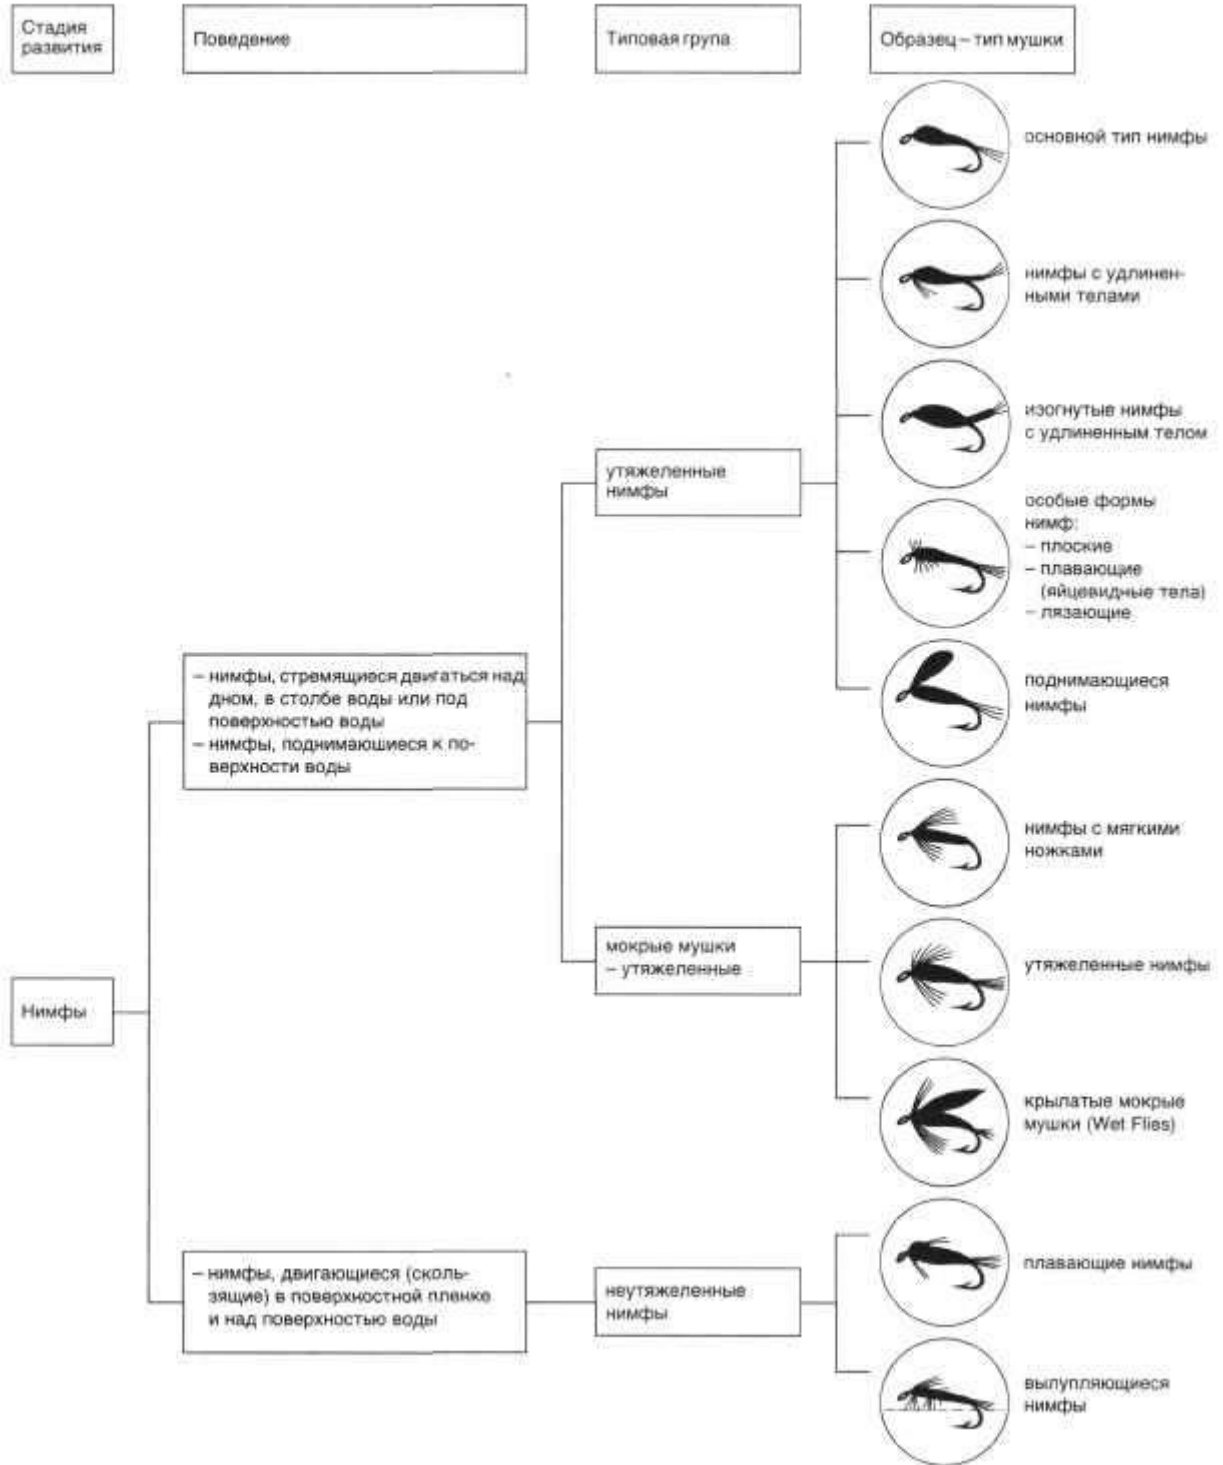 Стадия
развития
Поведение
Типовая група
Образец – тип мушки
основной тип нимфы
нимфы с удлинен-
ными телами
изогнутые нимфы
с удлиненным телом
утяжеленные
нимфы
особые формы
нимф:
– плоские
– плавающие
(яйцевидные тела)
– лязающие
– нимфы, стремящиеся двигаться над
дном, в столбе воды или под
поверхностью воды
– нимфы, поднимаюшиеся к по-
верхности воды
поднимающиеся
нимфы
нимфы с мягкими
ножками
мокрые мушки
– утяжеленные
утяжеленные нимфы
Нимфы
крылатые мокрые
мушки (Wet Flies)
– нимфы, двигающиеся (сколь-
зящие) в поверхностной пленке
и над поверхностью воды
неутяжеленные
нимфы
плавающие нимфы
вылупляющиеся
нимфы